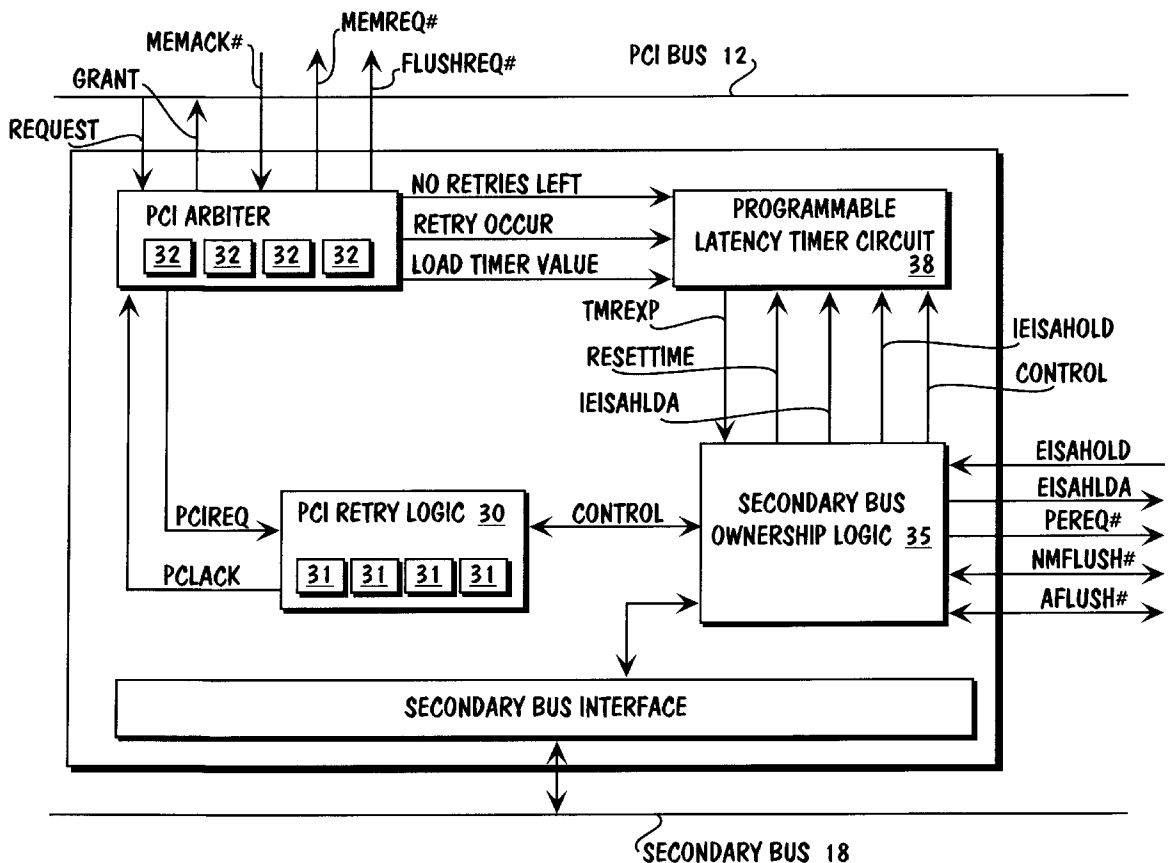 MEMREQ#
MEMACK#
FLUSHREQ#
PCI BUS 12
GRANT
REQUEST
PCI ARBITER
32 32 32 32
NO RETRIES LEFT
RETRY OCCUR
LOAD TIMER VALUE
PROGRAMMABLE
LATENCY TIMER CIRCUIT
38
TMREXP
RESETTIME
IEISAHLDA
IEISAHOLD
CONTROL
EISAHOLD
EISAHLDA
PEREQ#
NMFLUSH#
AFLUSH#
SECONDARY BUS
OWNERSHIP LOGIC 35
CONTROL
PCIREQ
PCLACK
PCI RETRY LOGIC 30
31 31 31 31
SECONDARY BUS INTERFACE
SECONDARY BUS 18